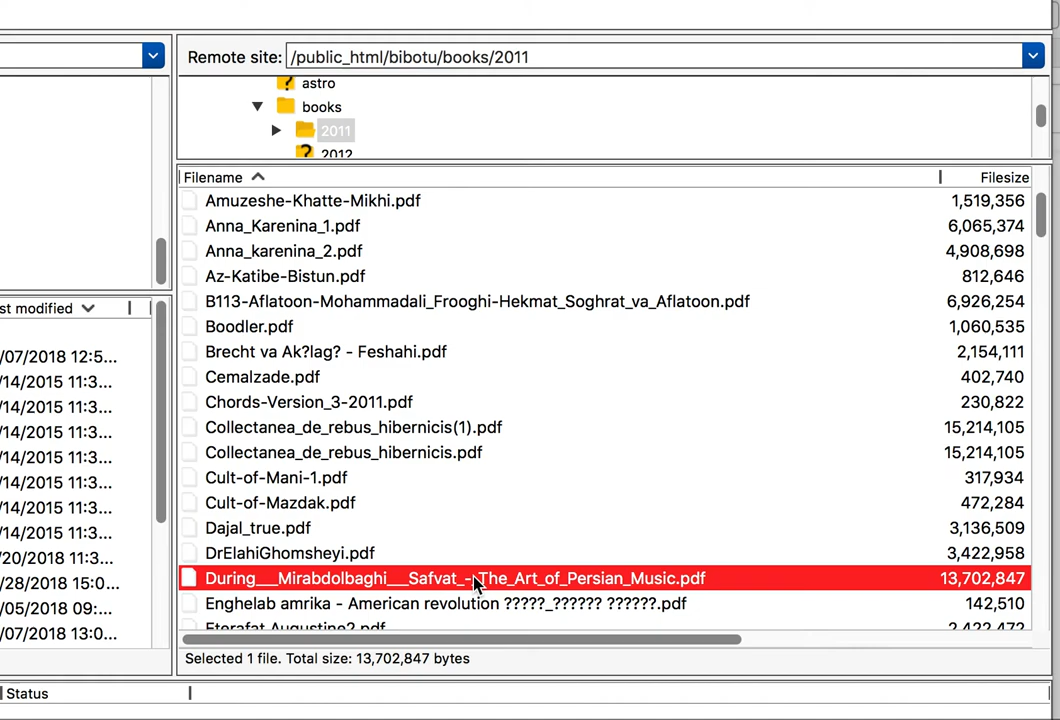 Remote site: /public_html/bibotu/books/2011
astro
books
2011
2012
Filename Filesize
Amuzeshe-Khatte-Mikhi.pdf 1,519,356
Anna_Karenina_1.pdf 6,065,374
Anna_karenina_2.pdf 4,908,698
Az-Katibe-Bistun.pdf 812,646
B113-Aflatoon-Mohammadali_Frooghi-Hekmat_Soghrat_va_Aflatoon.pdf 6,926,254
Boodler.pdf 1,060,535
Brecht va Ak?lag? - Feshahi.pdf 2,154,111
Cemalzade.pdf 402,740
Chords-Version_3-2011.pdf 230,822
Collectanea_de_rebus_hibernicis(1).pdf 15,214,105
Collectanea_de_rebus_hibernicis.pdf 15,214,105
Cult-of-Mani-1.pdf 317,934
Cult-of-Mazdak.pdf 472,284
Dajal_true.pdf 3,136,509
DrElahiGhomsheyi.pdf 3,422,958
During___Mirabdolbaghi___Safvat_-_The_Art_of_Persian_Music.pdf 13,702,847
Enghelab amrika - American revolution ?????_?????? ??????.pdf 142,510
Eterafat Augustine2.pdf 2,422,472
Selected 1 file. Total size: 13,702,847 bytes
st modified
/07/2018 12:5...
/14/2015 11:3...
/14/2015 11:3...
/14/2015 11:3...
/14/2015 11:3...
/14/2015 11:3...
/14/2015 11:3...
/14/2015 11:3...
/20/2018 11:3...
/28/2018 15:0...
/05/2018 09:...
/07/2018 13:0...
Status